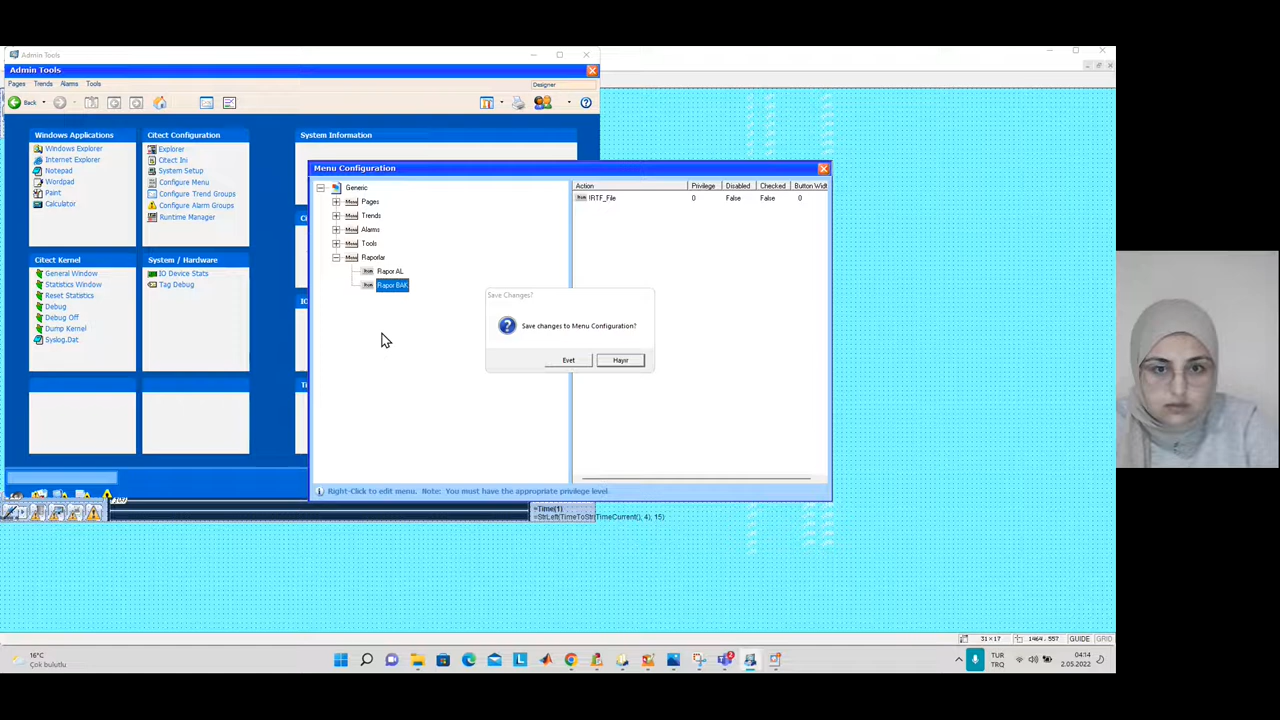 Admin Tools
Admin Tools
Pages Trends Alarms Tools
Designer
Back
Windows Applications
Windows Explorer
Internet Explorer
Notepad
Wordpad
Paint
Calculator
Citect Configuration
Explorer
Citect Ini
System Setup
Configure Menu
Configure Trend Groups
Configure Alarm Groups
Runtime Manager
System Information
Citect Kernel
General Window
Statistics Window
Reset Statistics
Debug
Debug Off
Dump Kernel
Syslog.Dat
System / Hardware
IO Device Stats
Tag Debug
Menu Configuration
Generic
Pages
Trends
Alarms
Tools
Raporlar
Rapor AL
Rapor BAK
Action Privilege Disabled Checked Button Widt
!RTF_File 0 False False 0
Save Changes?
Save changes to Menu Configuration?
Evet Hayır
Right-Click to edit menu. Note: You must have the appropriate privilege level.
=Time(1)
=StrLeft(TimeToStr(TimeCurrent(), 4), 15)
31×17 1464, 557 GUIDE GRID
16°C
Çok bulutlu
TUR
TRQ
04:14
2.05.2022